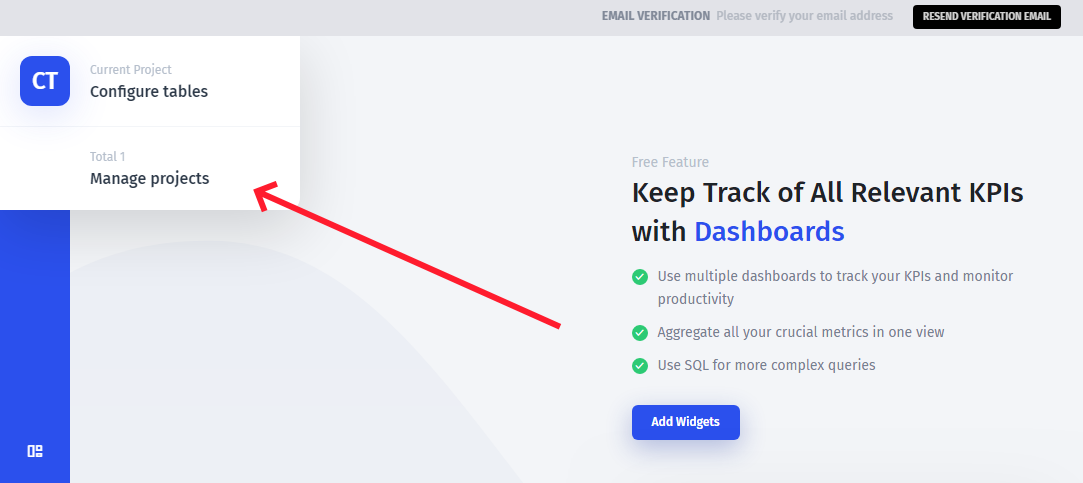 EMAIL VERIFICATION Please verify your email address RESEND VERIFICATION EMAIL
CT
Current Project
Configure tables
Total 1
Manage projects
Free Feature
Keep Track of All Relevant KPIs
with Dashboards
Use multiple dashboards to track your KPIs and monitor
productivity
Aggregate all your crucial metrics in one view
Use SQL for more complex queries
Add Widgets